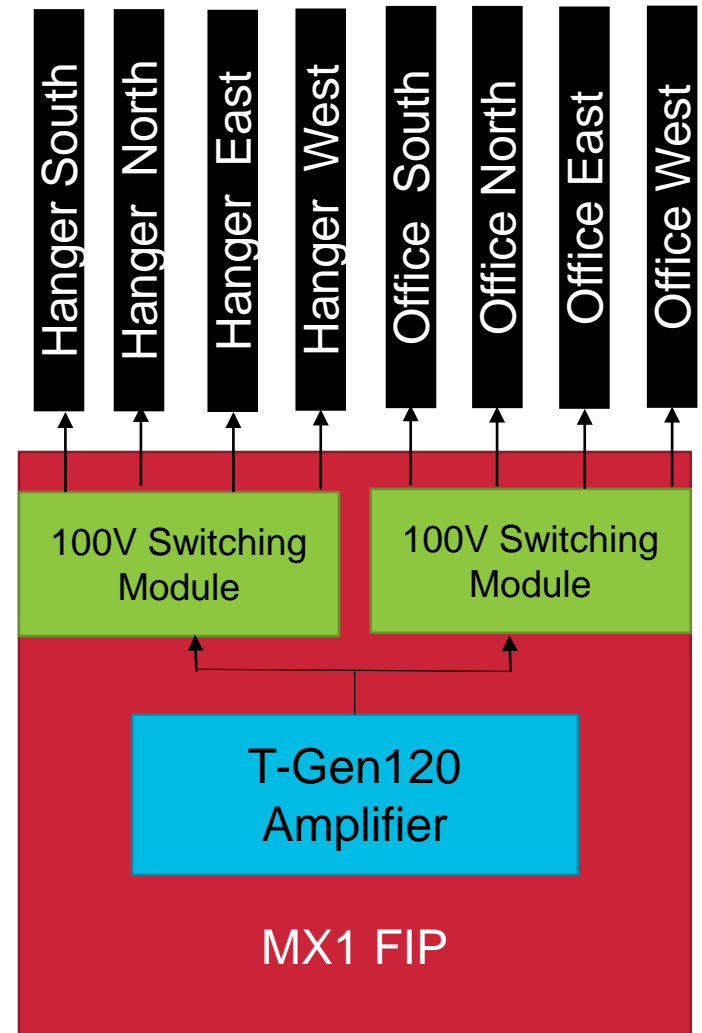 Hanger South
Hanger North
Hanger East
Hanger West
Office South
Office North
Office East
Office West
100V Switching
Module
100V Switching
Module
T-Gen120
Amplifier
MX1 FIP